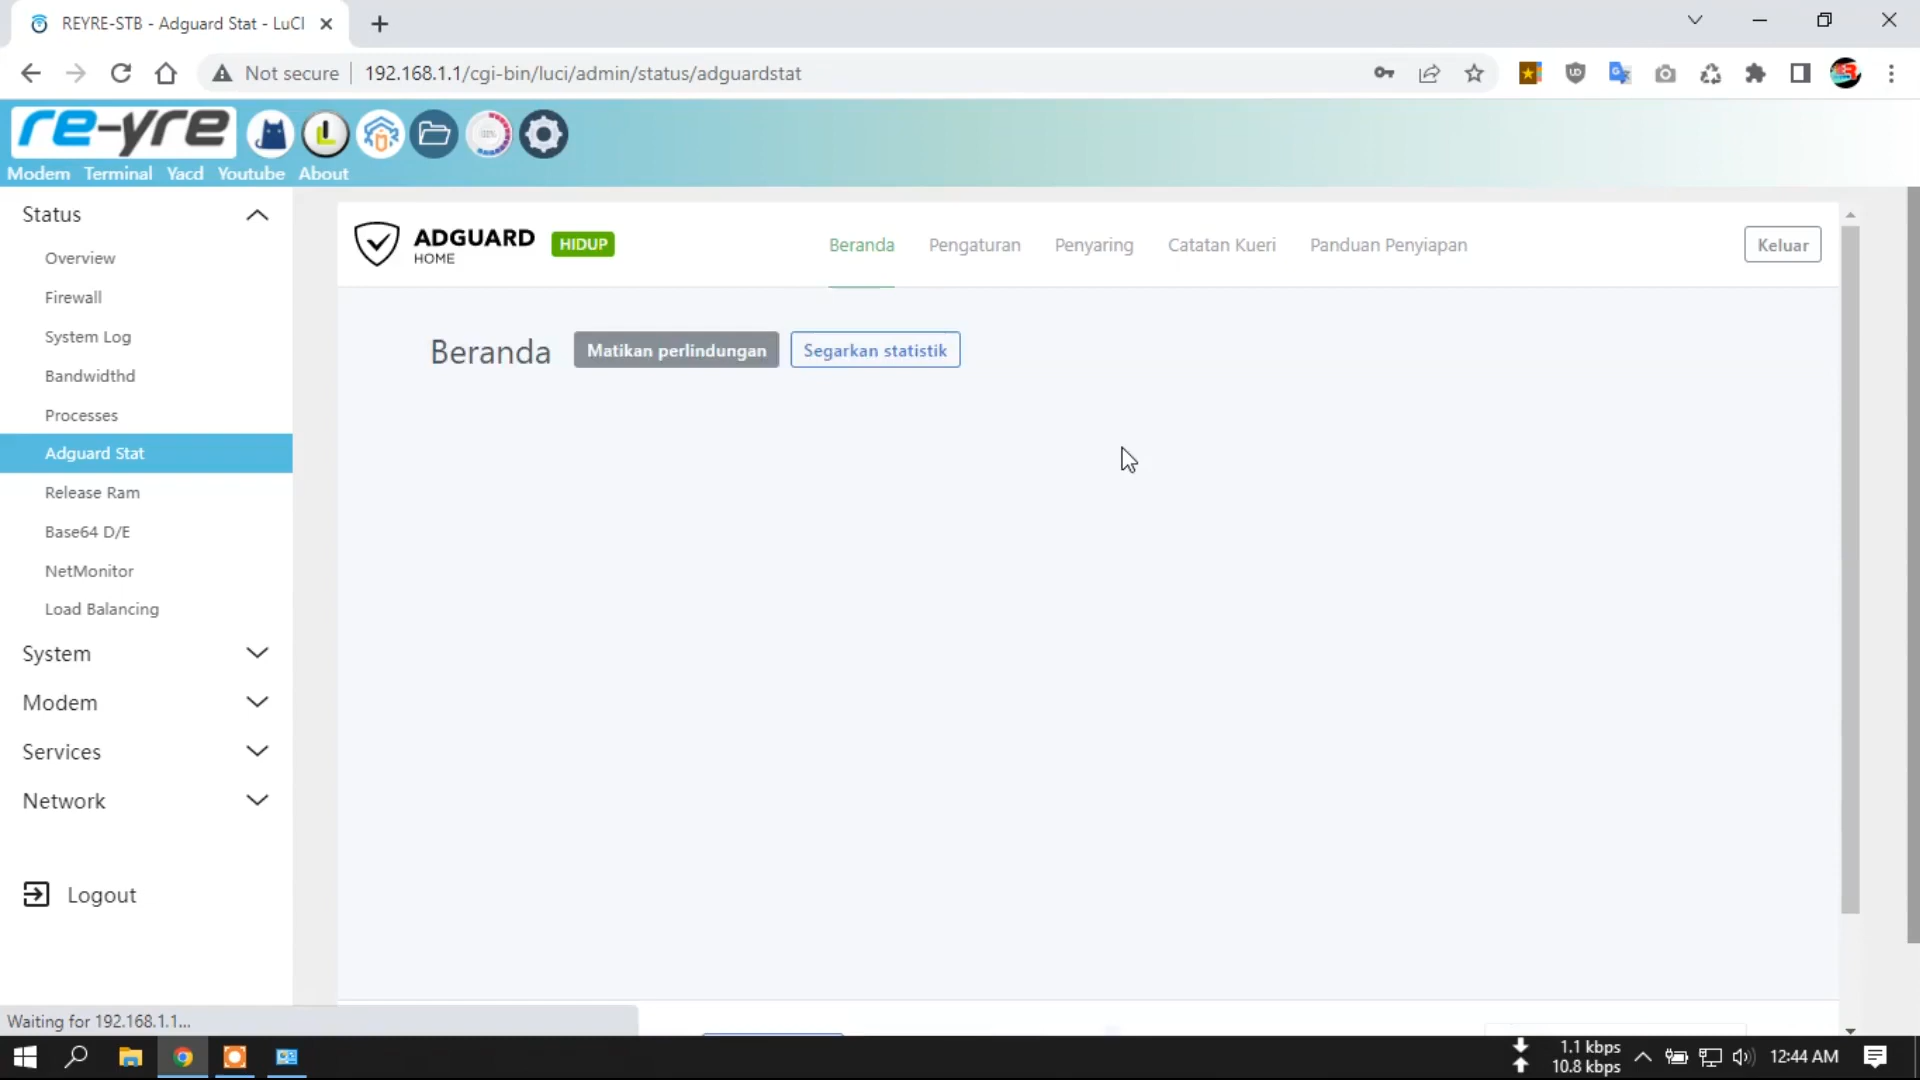 REYRE-STB - Adguard Stat - LuCI
Not secure
192.168.1.1/cgi-bin/luci/admin/status/adguardstat
re-yre
Modem Terminal Yacd Youtube About
Status
Overview
Firewall
System Log
Bandwidthd
Processes
Adguard Stat
Release Ram
Base64 D/E
NetMonitor
Load Balancing
System
Modem
Services
Network
Logout
ADGUARD
HOME
HIDUP
Beranda Pengaturan Penyaring Catatan Kueri Panduan Penyiapan
Keluar
Beranda
Matikan perlindungan
Segarkan statistik
Waiting for 192.168.1.1...
1.1 kbps
10.8 kbps
12:44 AM